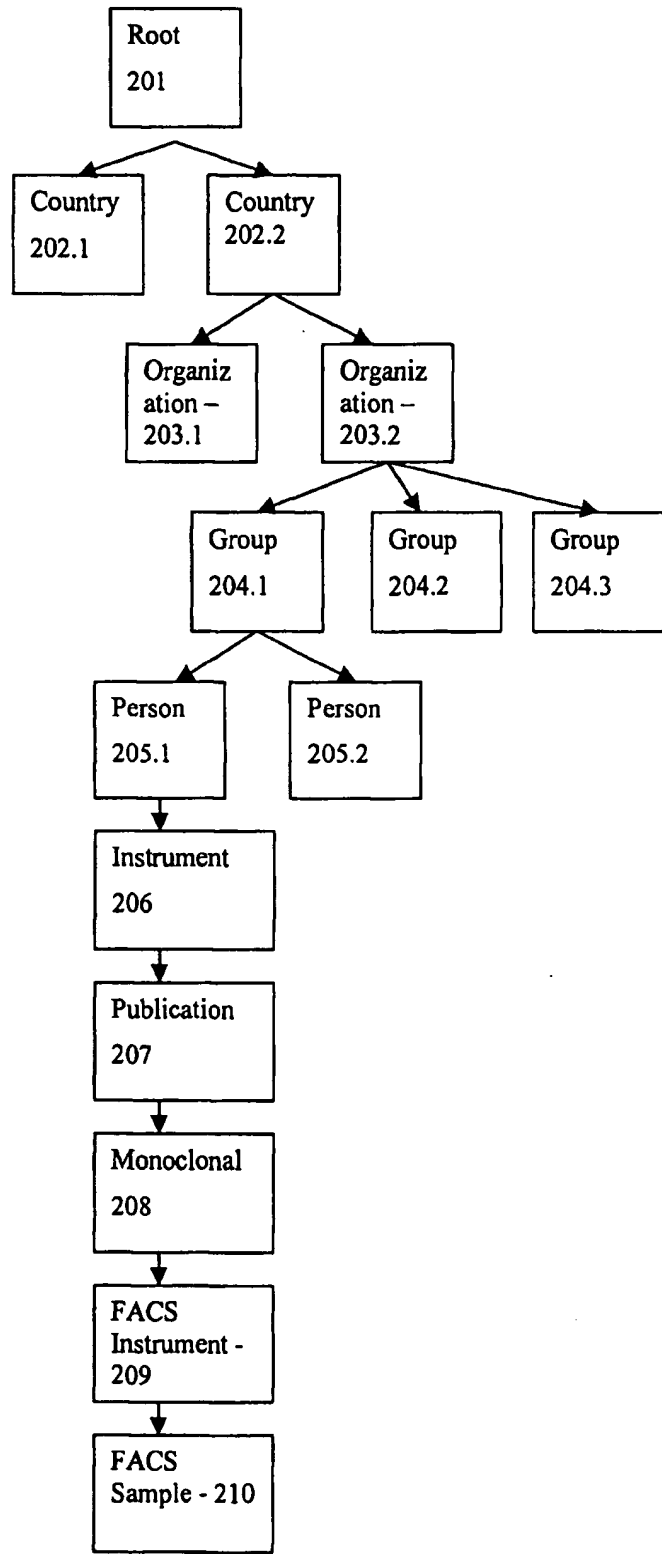 Root
201
Country
202.1
Country
202.2
Organiz
ation –
203.1
Organiz
ation –
203.2
Group
204.1
Group
204.2
Group
204.3
Person
205.1
Person
205.2
Instrument
206
Publication
207
Monoclonal
208
FACS
Instrument -
209
FACS
Sample - 210